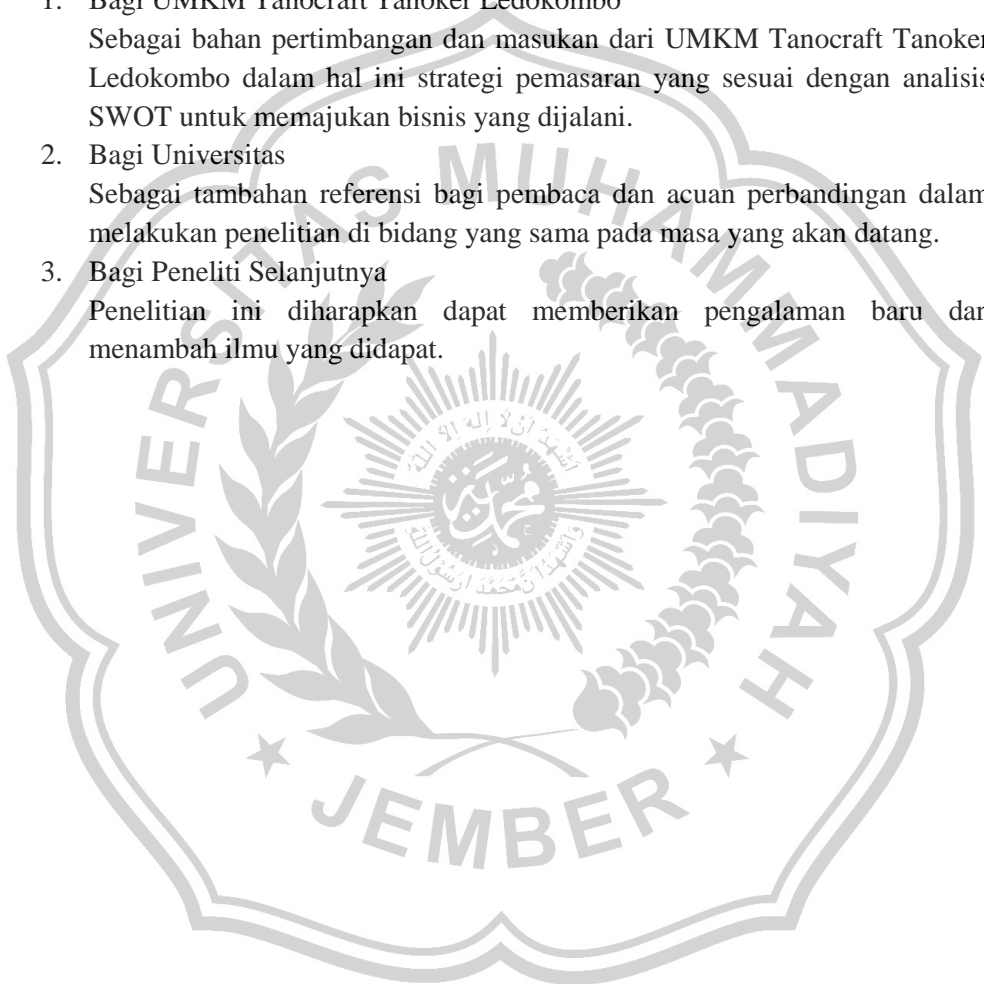 1. Bagi UMKM Tanocraft Tanoker Ledokombo
Sebagai bahan pertimbangan dan masukan dari UMKM Tanocraft Tanoker
Ledokombo dalam hal ini strategi pemasaran yang sesuai dengan analisis
SWOT untuk memajukan bisnis yang dijalani.
2. Bagi Universitas
Sebagai tambahan referensi bagi pembaca dan acuan perbandingan dalam
melakukan penelitian di bidang yang sama pada masa yang akan datang.
3. Bagi Peneliti Selanjutnya
Penelitian ini diharapkan dapat memberikan pengalaman baru dan
menambah ilmu yang didapat.
UNIVERSITAS MUHAMMADIYAH
JEMBER